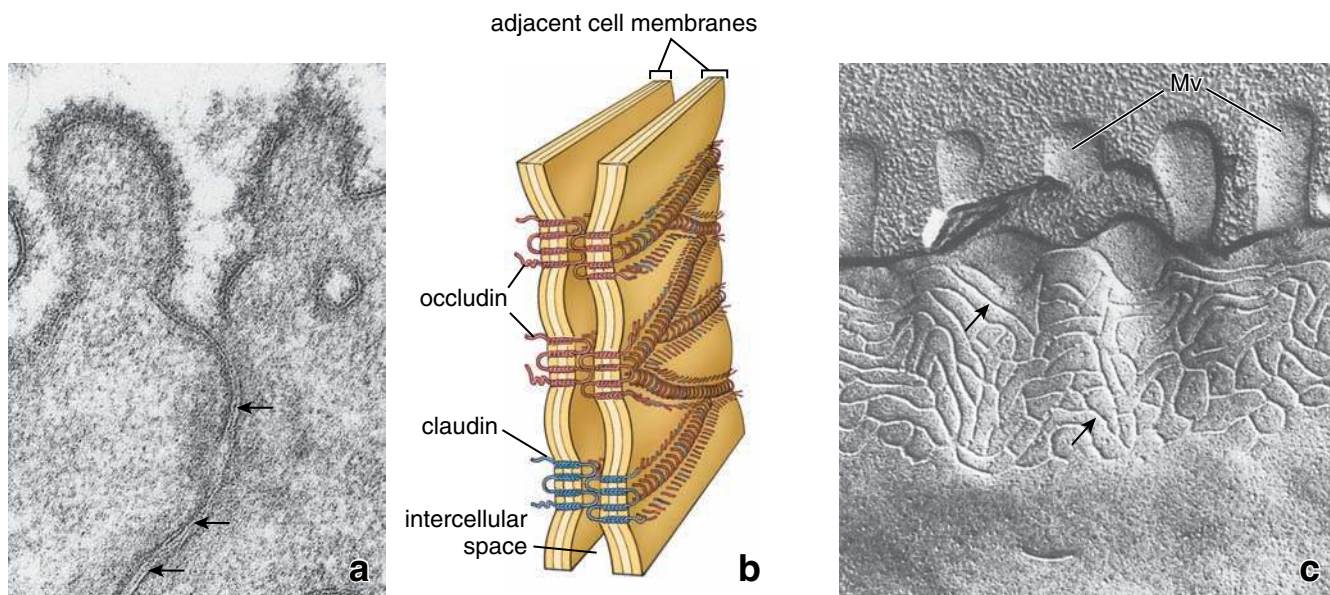 adjacent cell membranes
Mv
occludin
claudin
intercellular
space
a
b
c